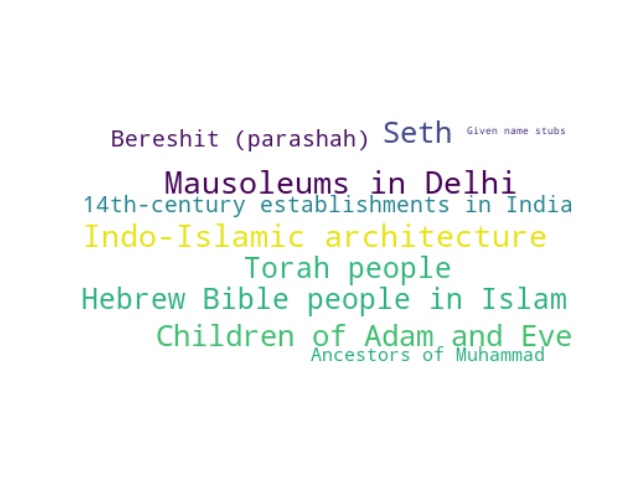 Bereshit (parashah) Seth Given name stubs
Mausoleums in Delhi
14th-century establishments in India
Indo-Islamic architecture
Torah people
Hebrew Bible people in Islam
Children of Adam and Eve
Ancestors of Muhammad